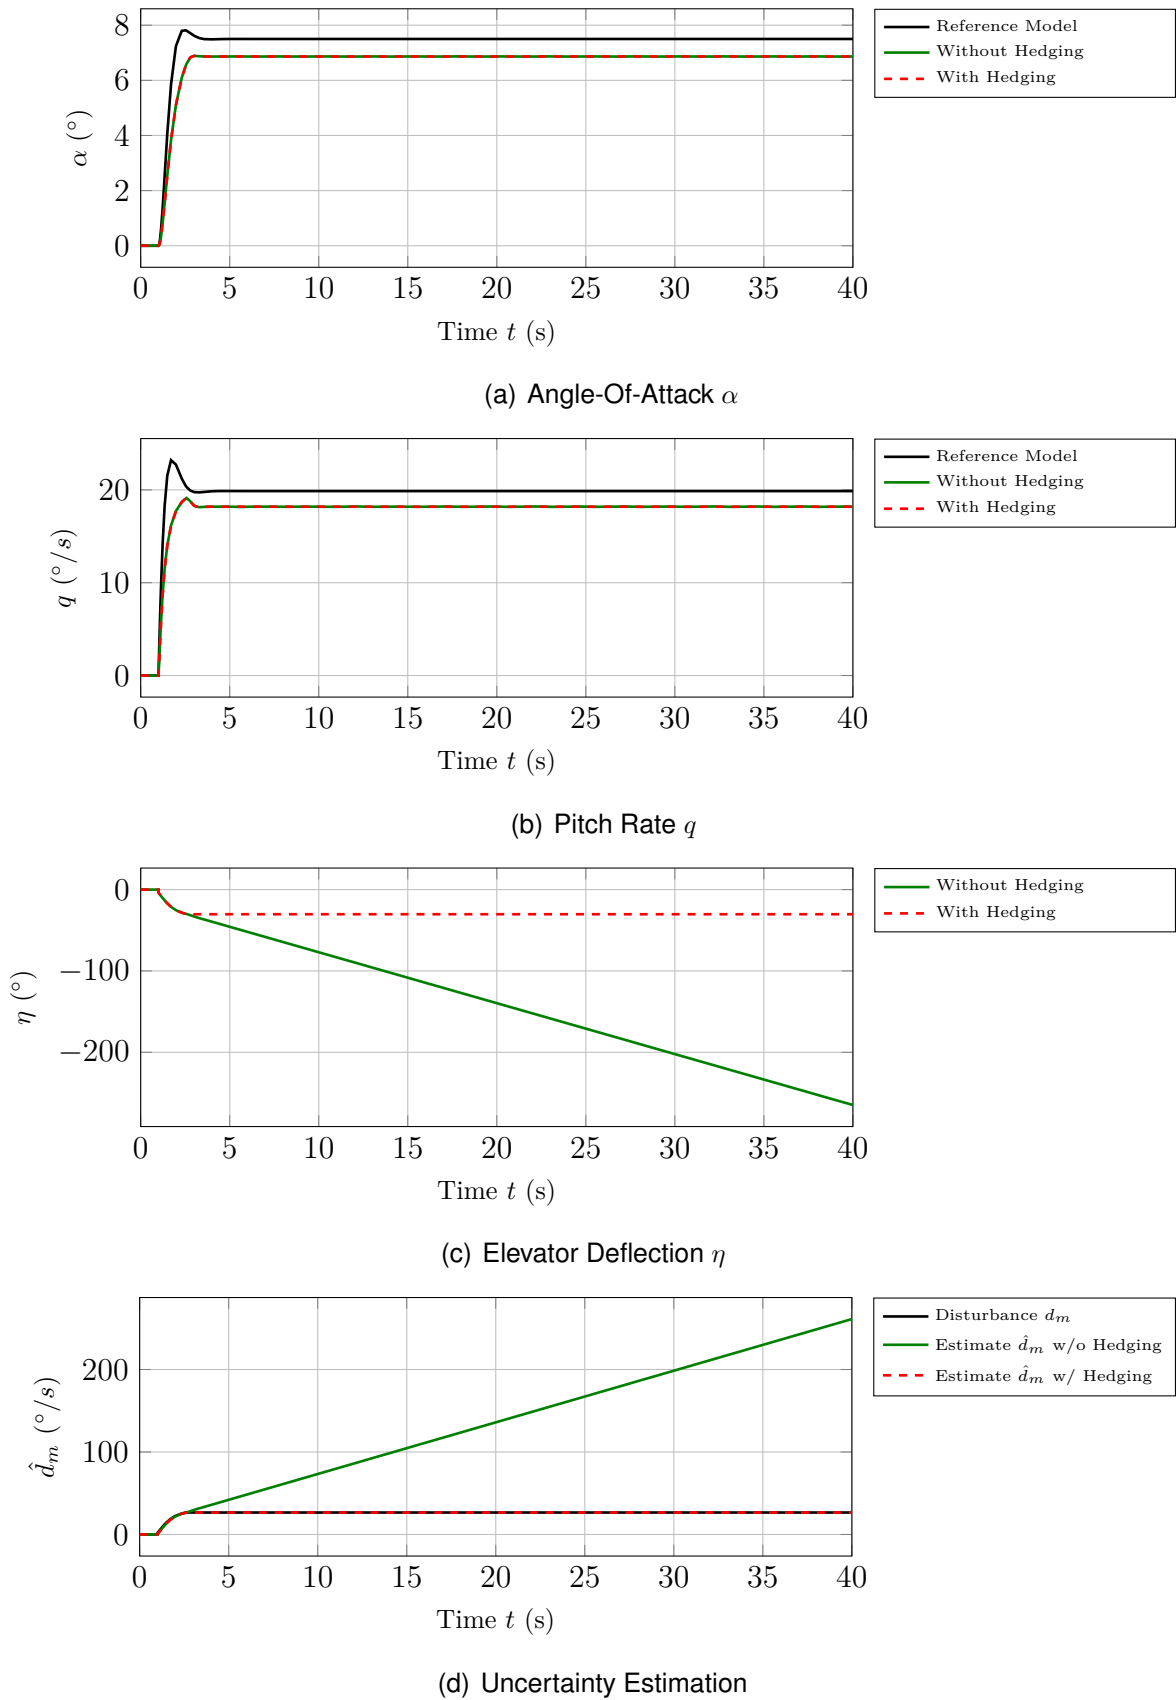 8
6
4
2
0
α (°)
0 5 10 15 20 25 30 35 40
Time t (s)
Reference Model
Without Hedging
With Hedging
(a) Angle-Of-Attack α
20
10
0
q (°/s)
0 5 10 15 20 25 30 35 40
Time t (s)
Reference Model
Without Hedging
With Hedging
(b) Pitch Rate q
0
−100
−200
η (°)
0 5 10 15 20 25 30 35 40
Time t (s)
Without Hedging
With Hedging
(c) Elevator Deflection η
200
100
0
d̂m (°/s)
0 5 10 15 20 25 30 35 40
Time t (s)
Disturbance dm
Estimate d̂m w/o Hedging
Estimate d̂m w/ Hedging
(d) Uncertainty Estimation